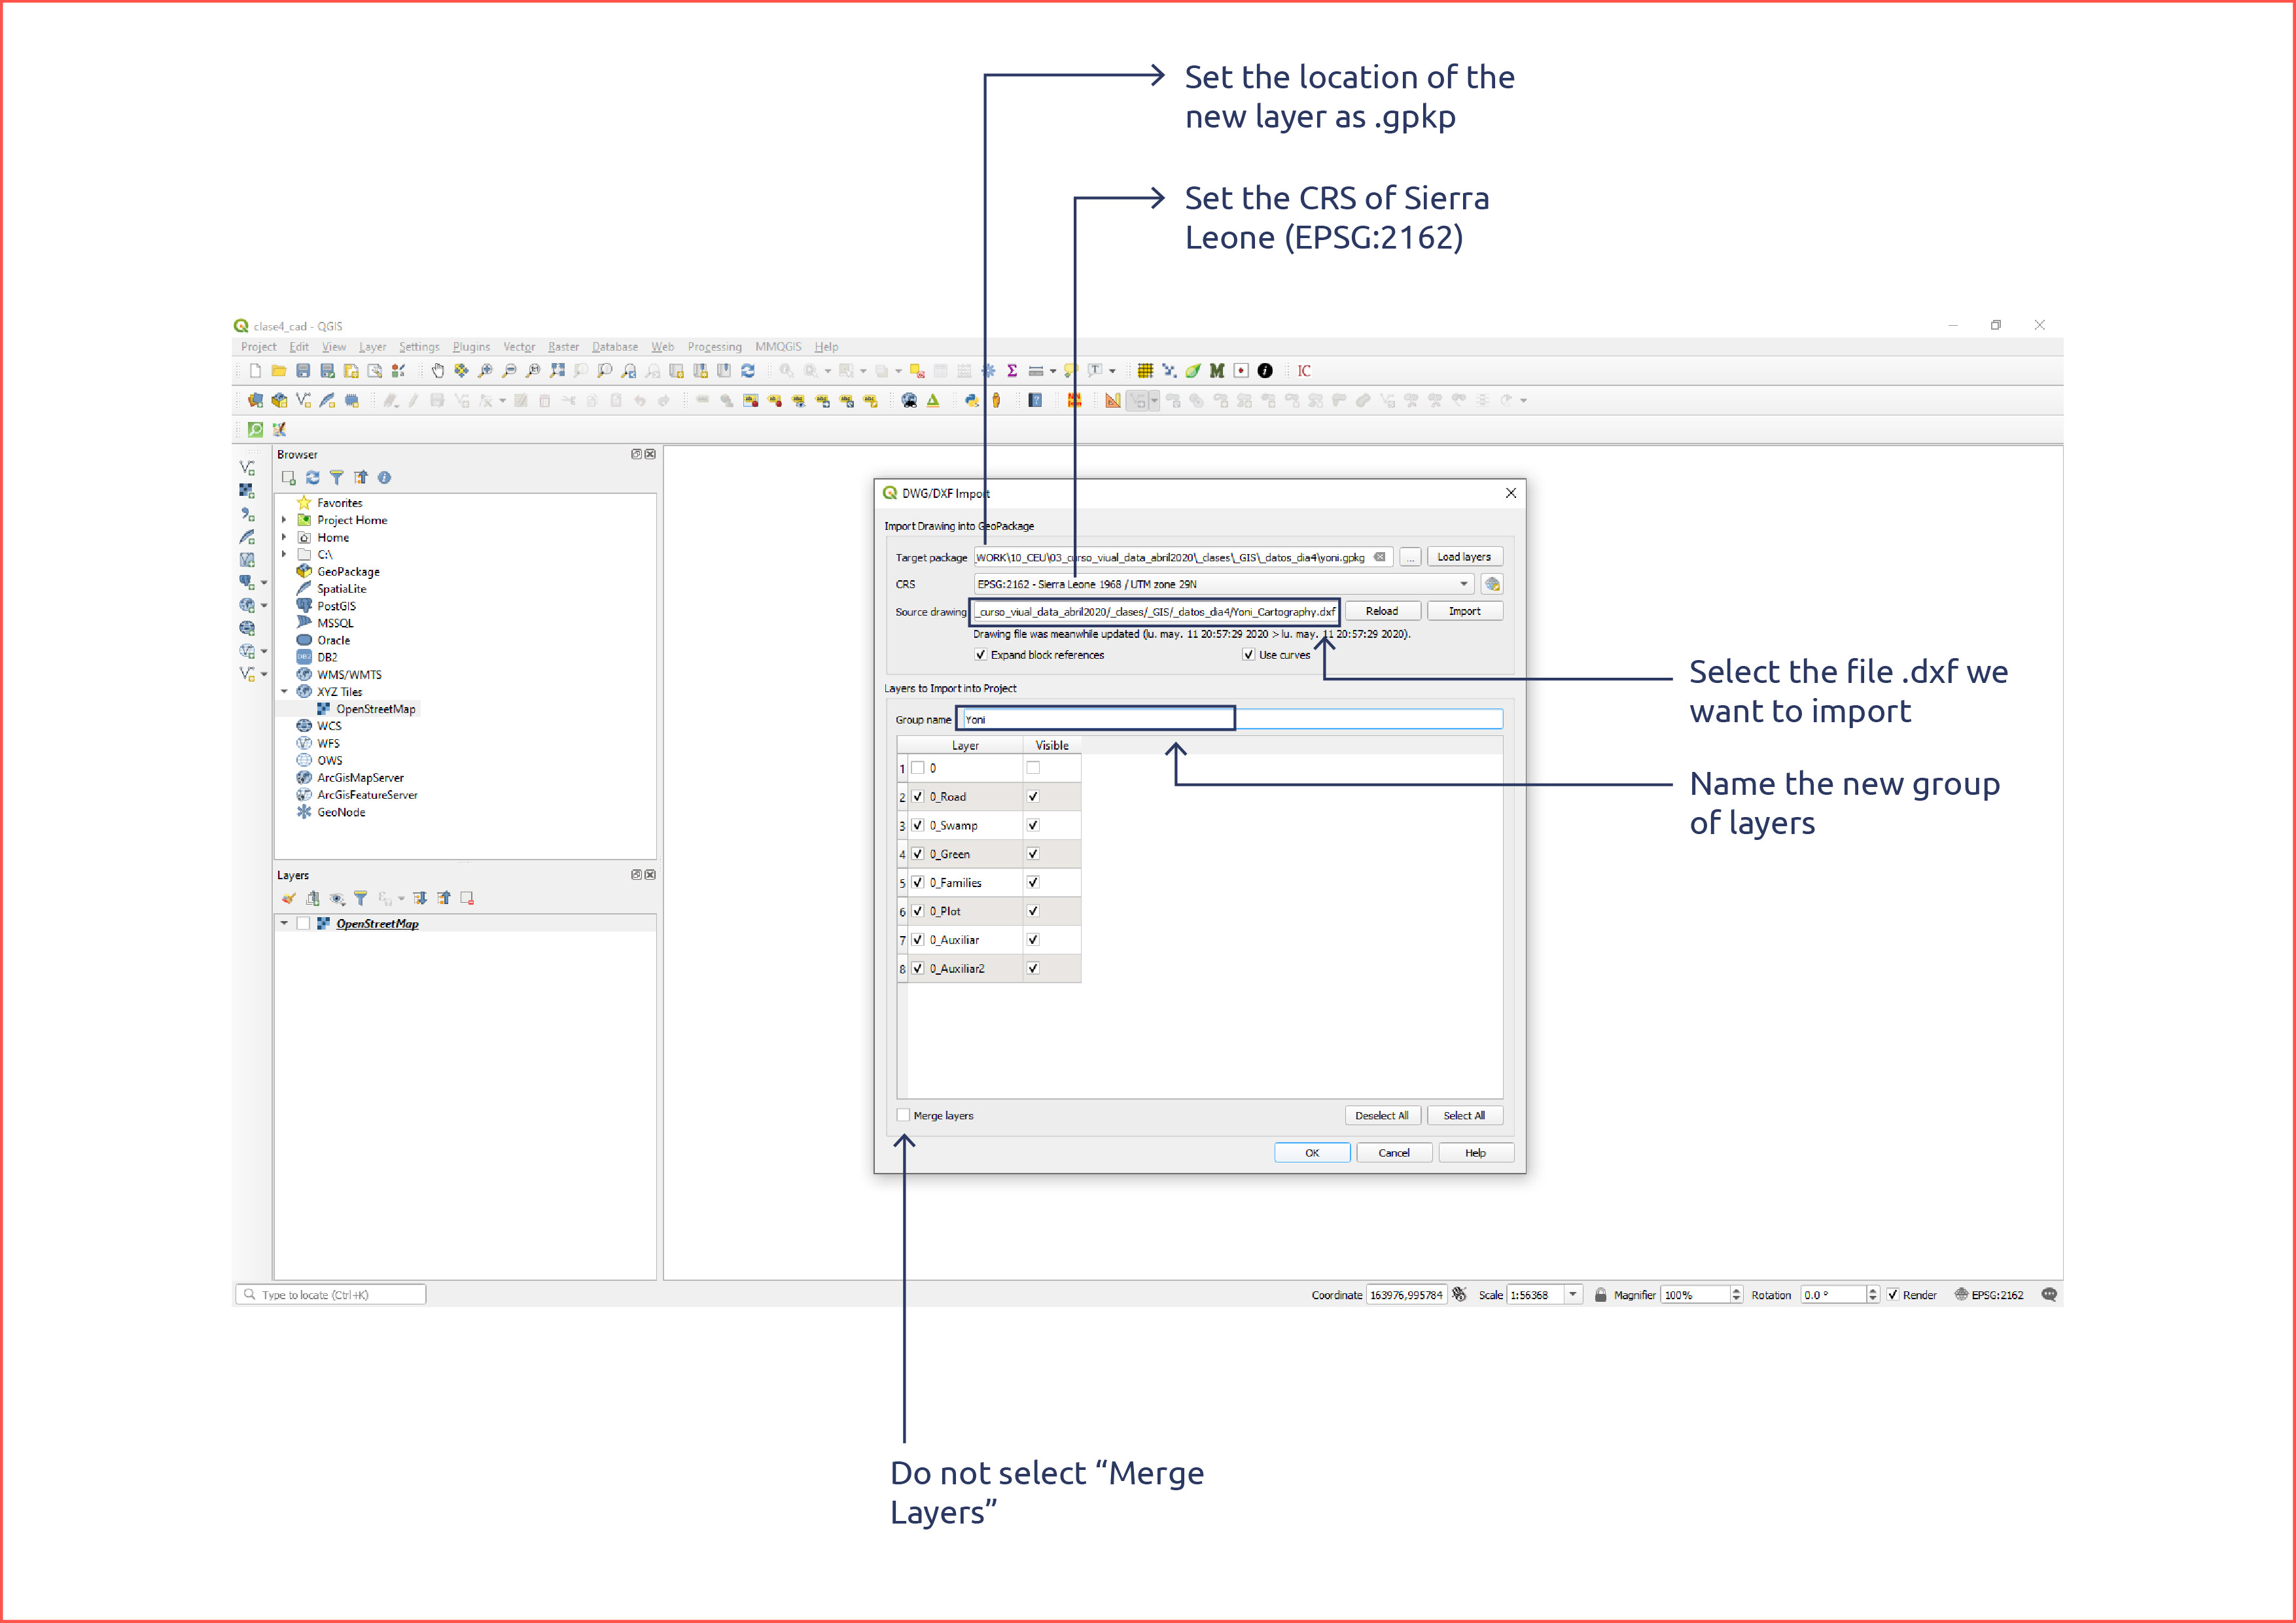 Set the location of the
new layer as .gpkp
Set the CRS of Sierra
Leone (EPSG:2162)
clase4_cad - QGIS
Project Edit View Layer Settings Plugins Vector Raster Database Web Processing MMQGIS Help
IC
Browser
Favorites
Project Home
Home
C:\
GeoPackage
SpatiaLite
PostGIS
MSSQL
Oracle
DB2
WMS/WMTS
XYZ Tiles
OpenStreetMap
WCS
WFS
OWS
ArcGisMapServer
ArcGisFeatureServer
GeoNode
Layers
OpenStreetMap
DWG/DXF Import
Import Drawing into GeoPackage
Target package _WORK\10_CEU\03_curso_viual_data_abril2020\_clases\_GIS\_datos_dia4\yoni.gpkg ... Load layers
CRS EPSG:2162 - Sierra Leone 1968 / UTM zone 29N
Source drawing _curso_viual_data_abril2020/_clases/_GIS/_datos_dia4/Yoni_Cartography.dxf Reload Import
Drawing file was meanwhile updated (lu. may. 11 20:57:29 2020 > lu. may. 11 20:57:29 2020).
Expand block references Use curves
Layers to Import into Project
Group name Yoni
Layer Visible
1 0
2 0_Road
3 0_Swamp
4 0_Green
5 0_Families
6 0_Plot
7 0_Auxiliar
8 0_Auxiliar2
Merge layers Deselect All Select All
OK Cancel Help
Select the file .dxf we
want to import
Name the new group
of layers
Type to locate (Ctrl+K) Coordinate 163976,995784 Scale 1:56368 Magnifier 100% Rotation 0.0 ° Render EPSG:2162
Do not select “Merge
Layers”